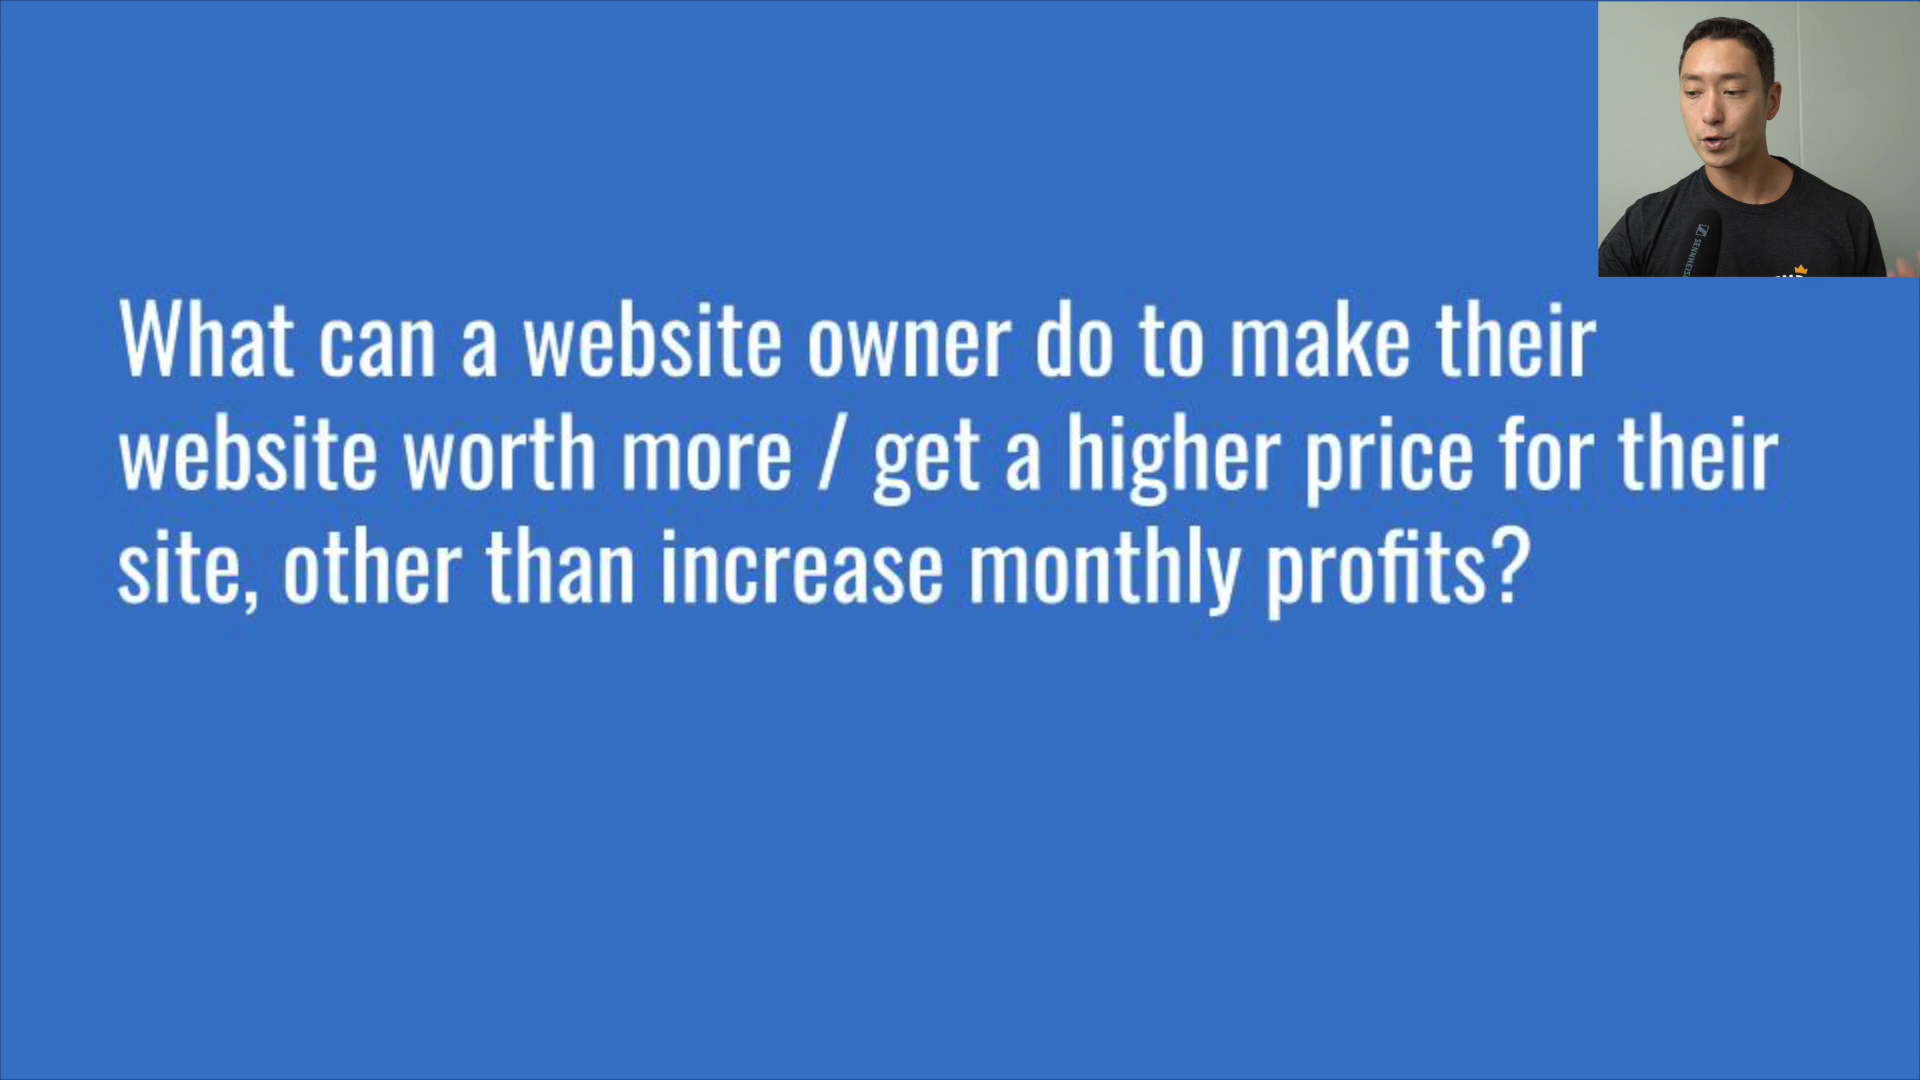 SENNHEIS
What can a website owner do to make their
website worth more / get a higher price for their
site, other than increase monthly profits?